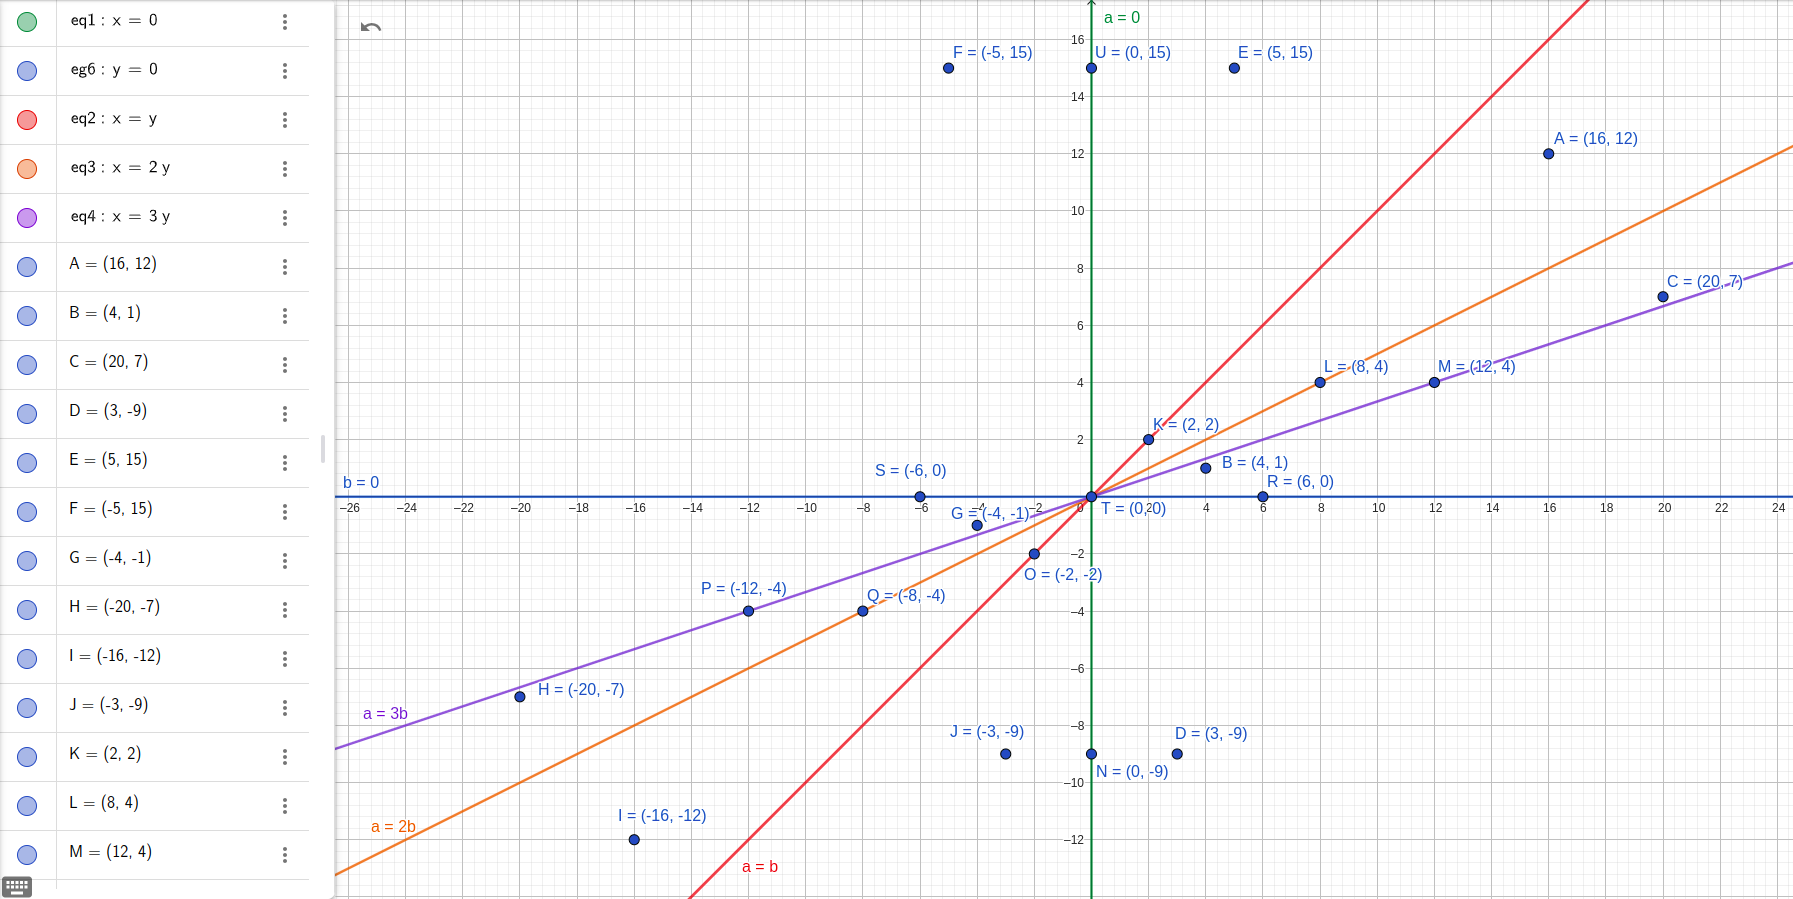 eq1 : x = 0
eg6 : y = 0
eq2 : x = y
eq3 : x = 2 y
eq4 : x = 3 y
A = (16, 12)
B = (4, 1)
C = (20, 7)
D = (3, -9)
E = (5, 15)
F = (-5, 15)
G = (-4, -1)
H = (-20, -7)
I = (-16, -12)
J = (-3, -9)
K = (2, 2)
L = (8, 4)
M = (12, 4)
a = 0
16
F = (-5, 15)
U = (0, 15)
E = (5, 15)
14
A = (16, 12)
12
10
8
C = (20, 7)
6
L = (8, 4)
M = (12, 4)
4
K = (2, 2)
2
S = (-6, 0)
B = (4, 1)
b = 0
R = (6, 0)
–26 –24 –22 –20 –18 –16 –14 –12 –10 –8 –6 –4 –2 0 2 4 6 8 10 12 14 16 18 20 22 24
G = (-4, -1)
T = (0, 0)
–2
O = (-2, -2)
P = (-12, -4)
Q = (-8, -4)
–4
–6
H = (-20, -7)
a = 3b
–8
J = (-3, -9)
D = (3, -9)
N = (0, -9)
–10
I = (-16, -12)
a = 2b
–12
a = b